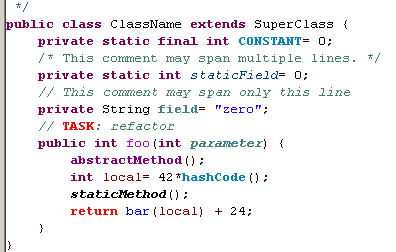 */
public class ClassName extends SuperClass {
private static final int CONSTANT= 0;
/* This comment may span multiple lines. */
private static int staticField= 0;
// This comment may span only this line
private String field= "zero";
// TASK: refactor
public int foo(int parameter) {
abstractMethod();
int local= 42*hashCode();
staticMethod();
return bar(local) + 24;
}
}